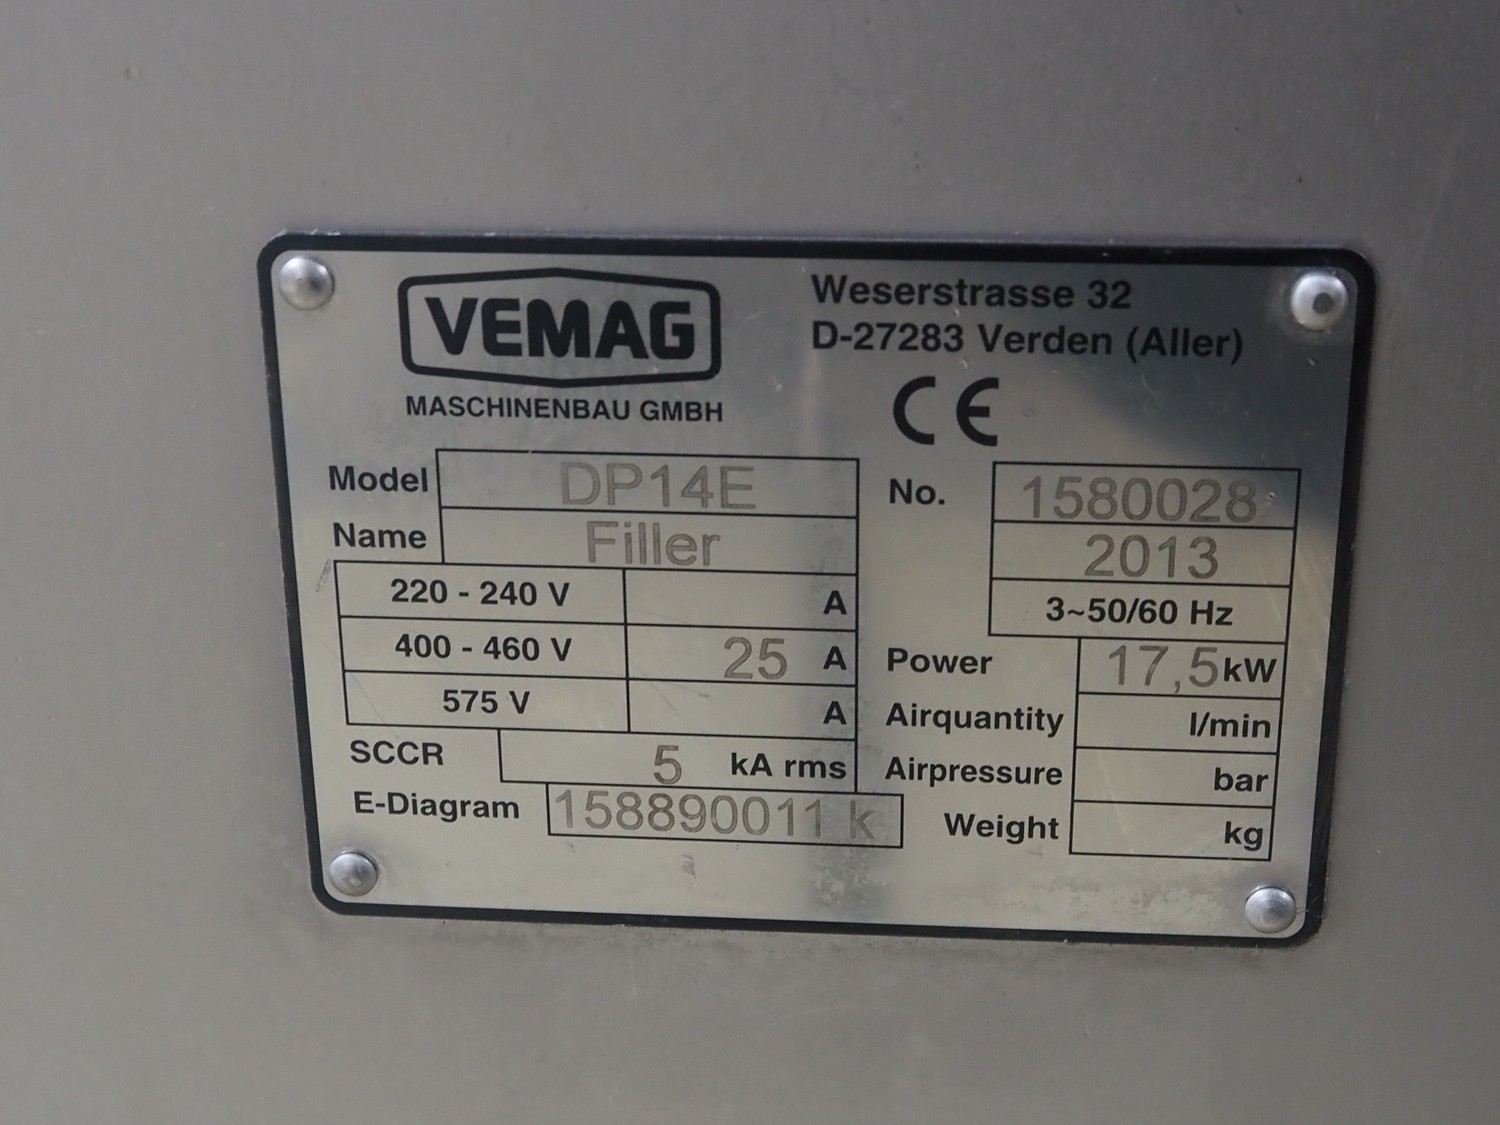 VEMAG
MASCHINENBAU GMBH
Weserstrasse 32
D-27283 Verden (Aller)
CE
Model DP14E
Name Filler
No. 1580028
2013
3~50/60 Hz
220 - 240 V A
400 - 460 V 25 A
575 V A
SCCR 5 kA rms
E-Diagram 158890011 k
Power 17,5 kW
Airquantity l/min
Airpressure bar
Weight kg